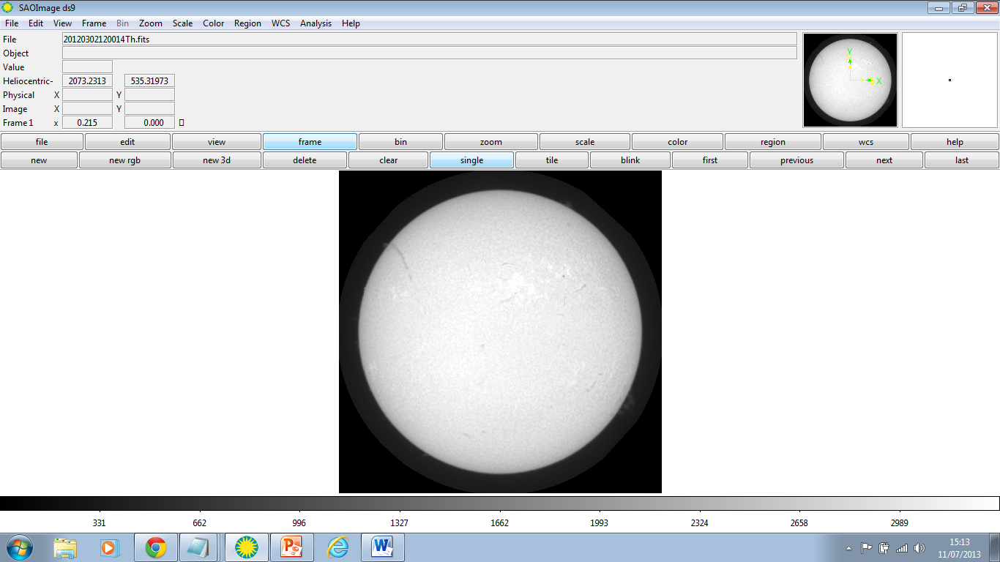 SAOImage ds9
File Edit View Frame Bin Zoom Scale Color Region WCS Analysis Help
File 20120302120014Th.fits
Object
Value
Heliocentric- 2073.2313 535.31973
Physical X Y
Image X Y
Frame 1 x 0.215 0.000
Y
X
file edit view frame bin zoom scale color region wcs help
new new rgb new 3d delete clear single tile blink first previous next last
331 662 996 1327 1662 1993 2324 2658 2989
15:13
11/07/2013